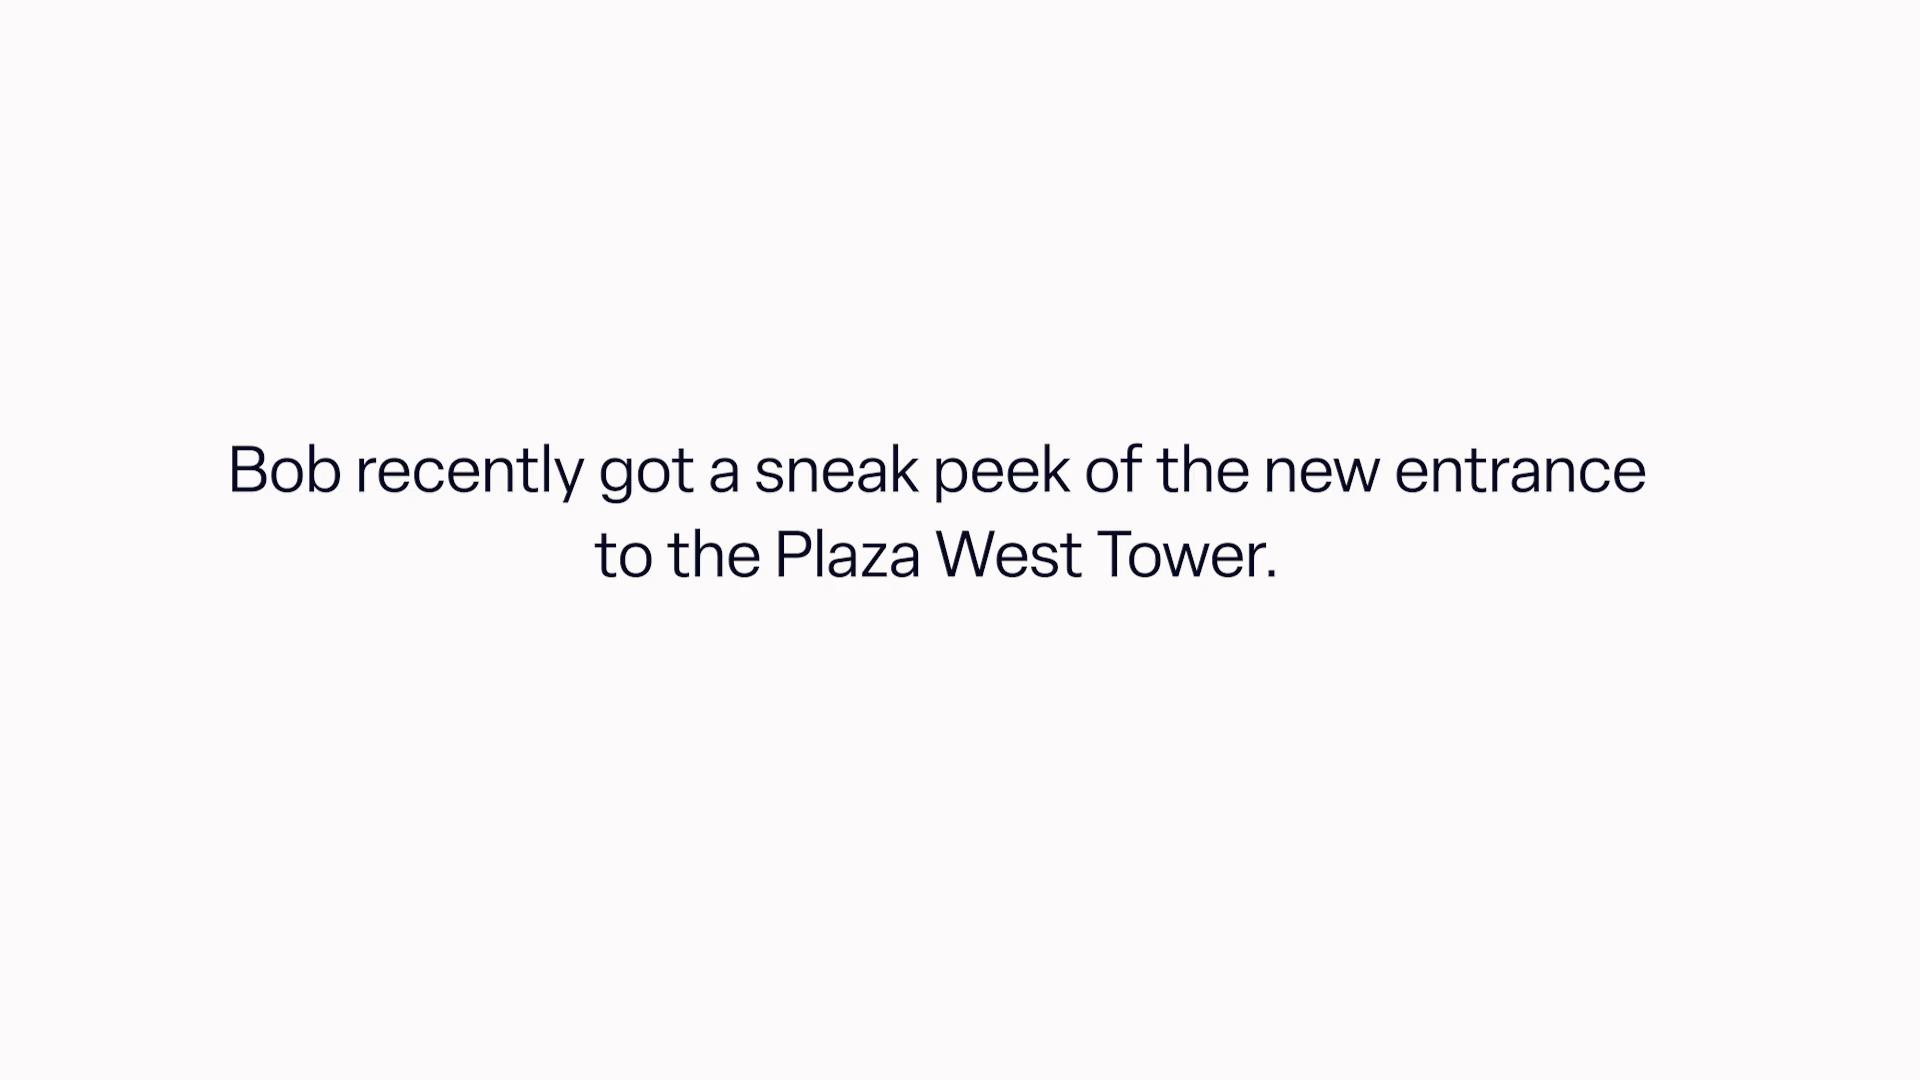 Bob recently got a sneak peek of the new entrance
to the Plaza West Tower.